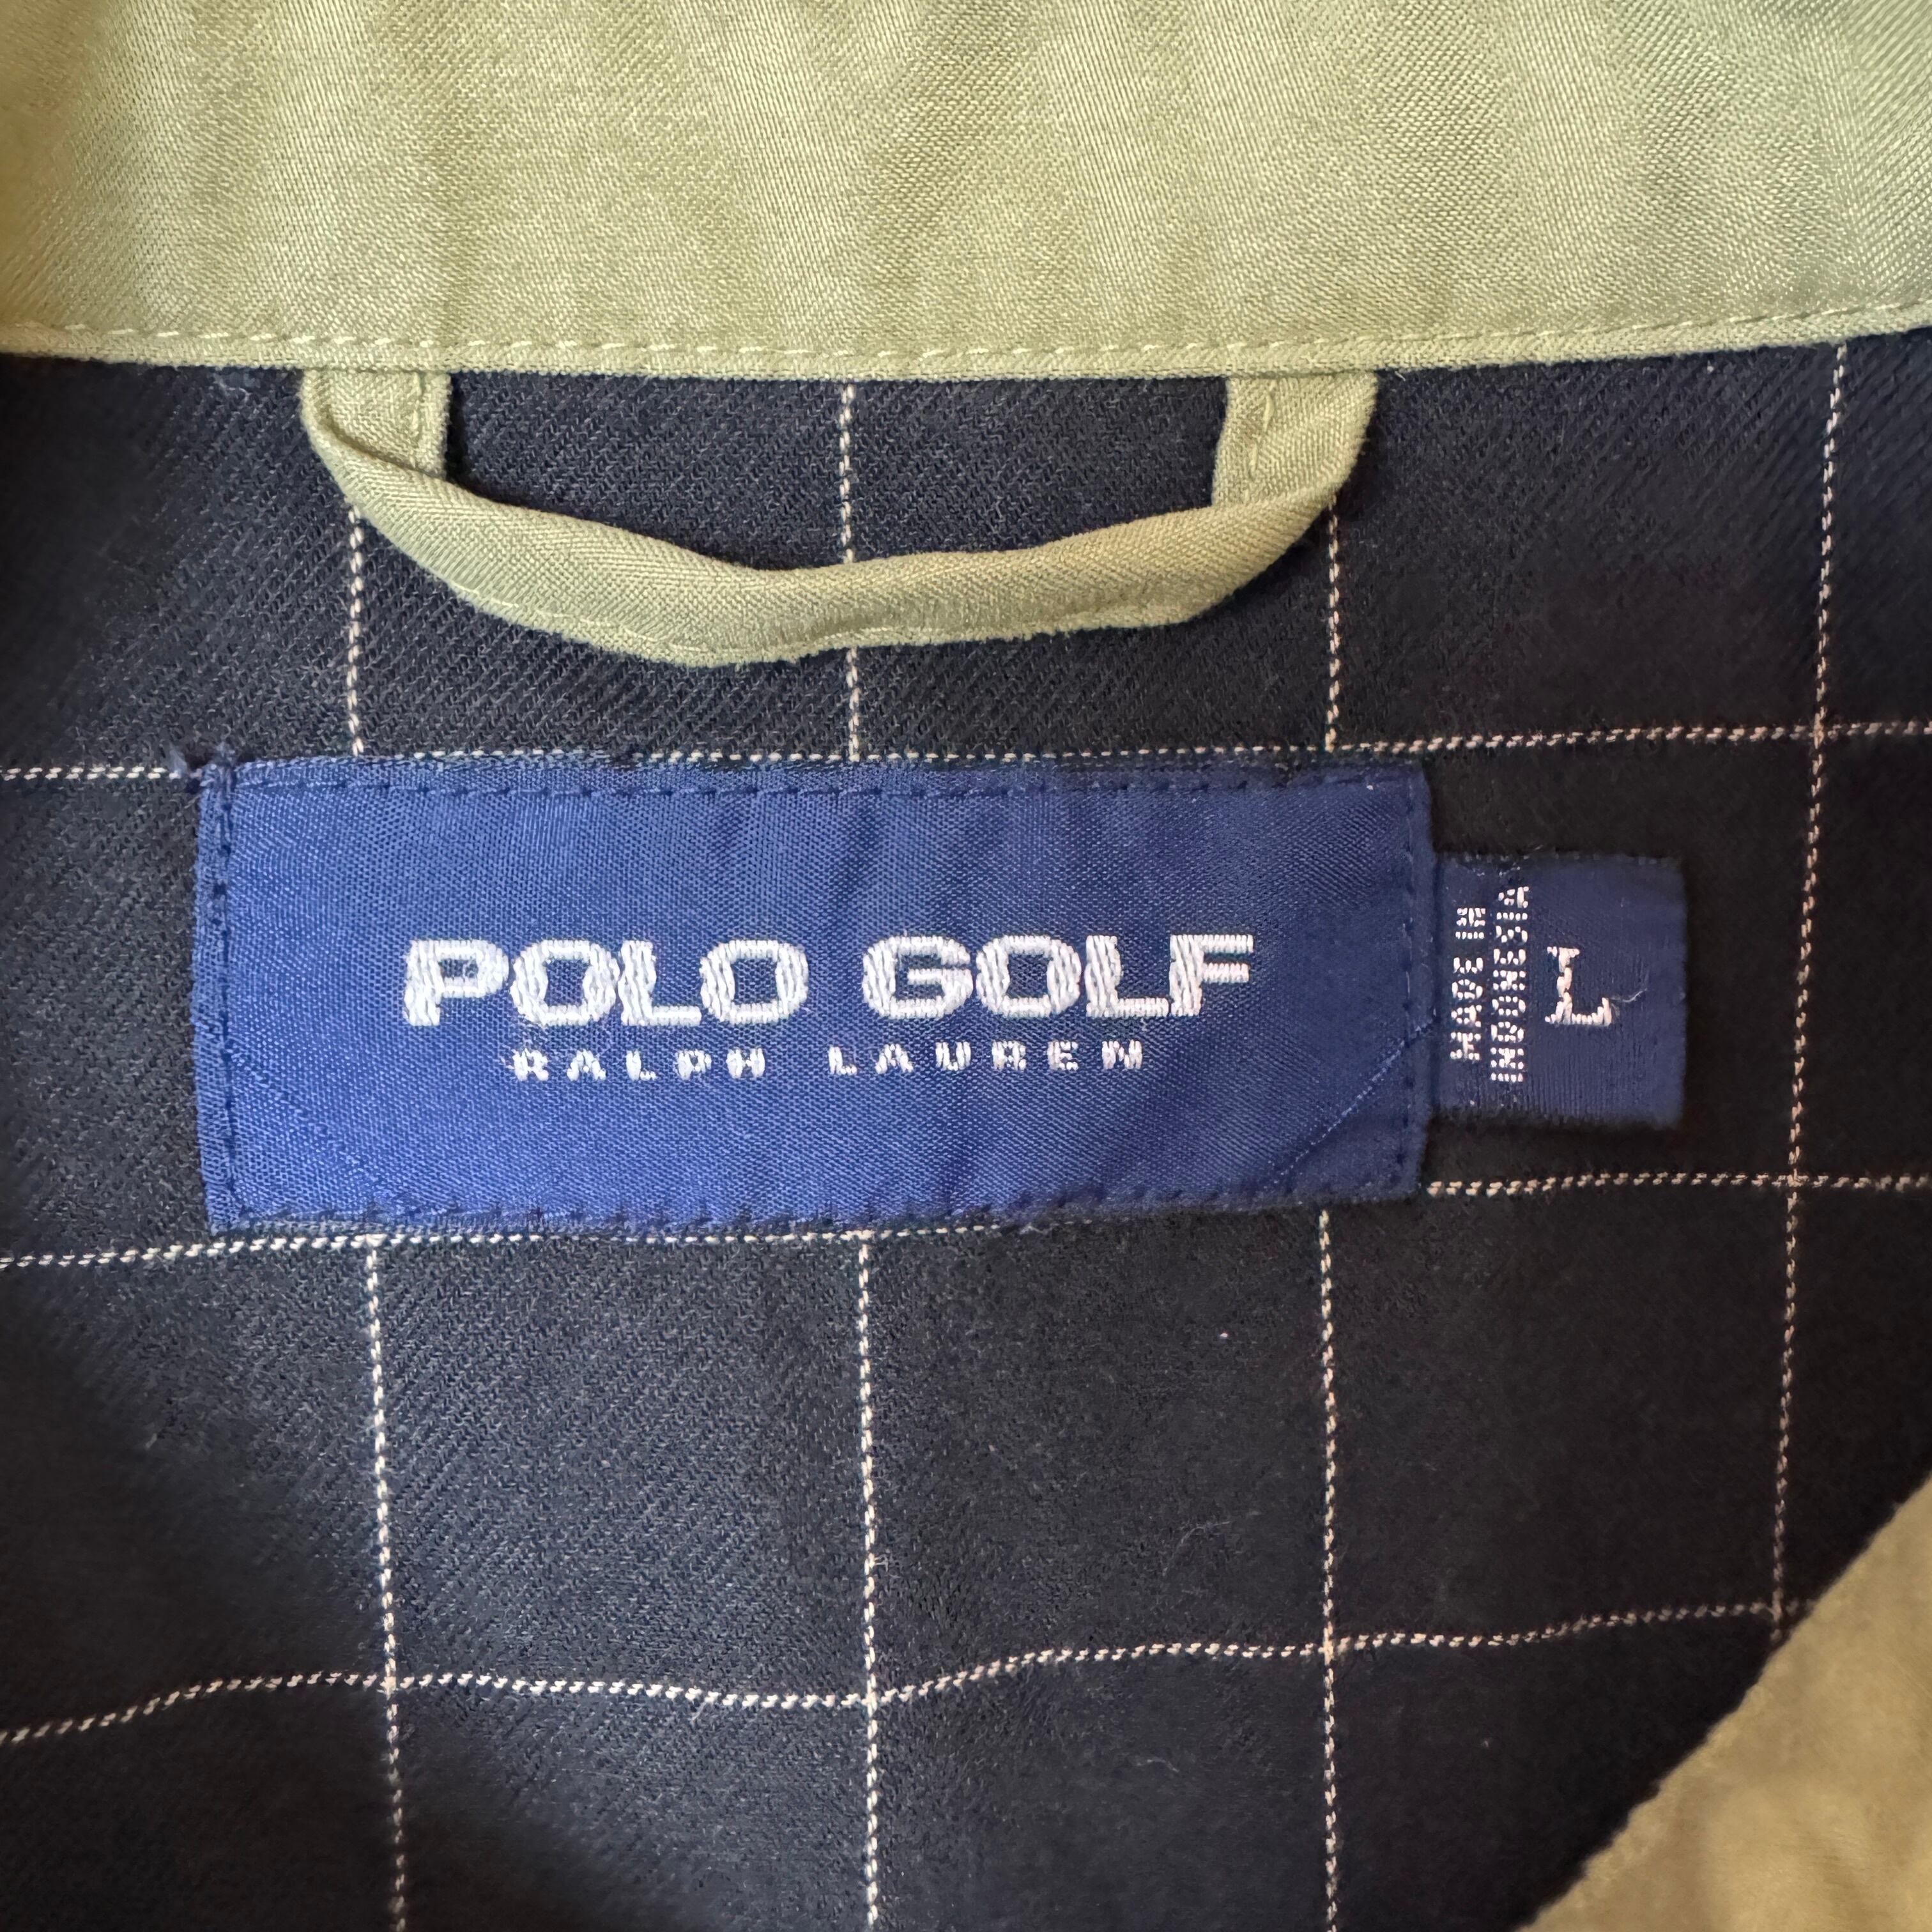 POLO GOLF
RALPH LAUREN
MADE IN
INDONESIA
L